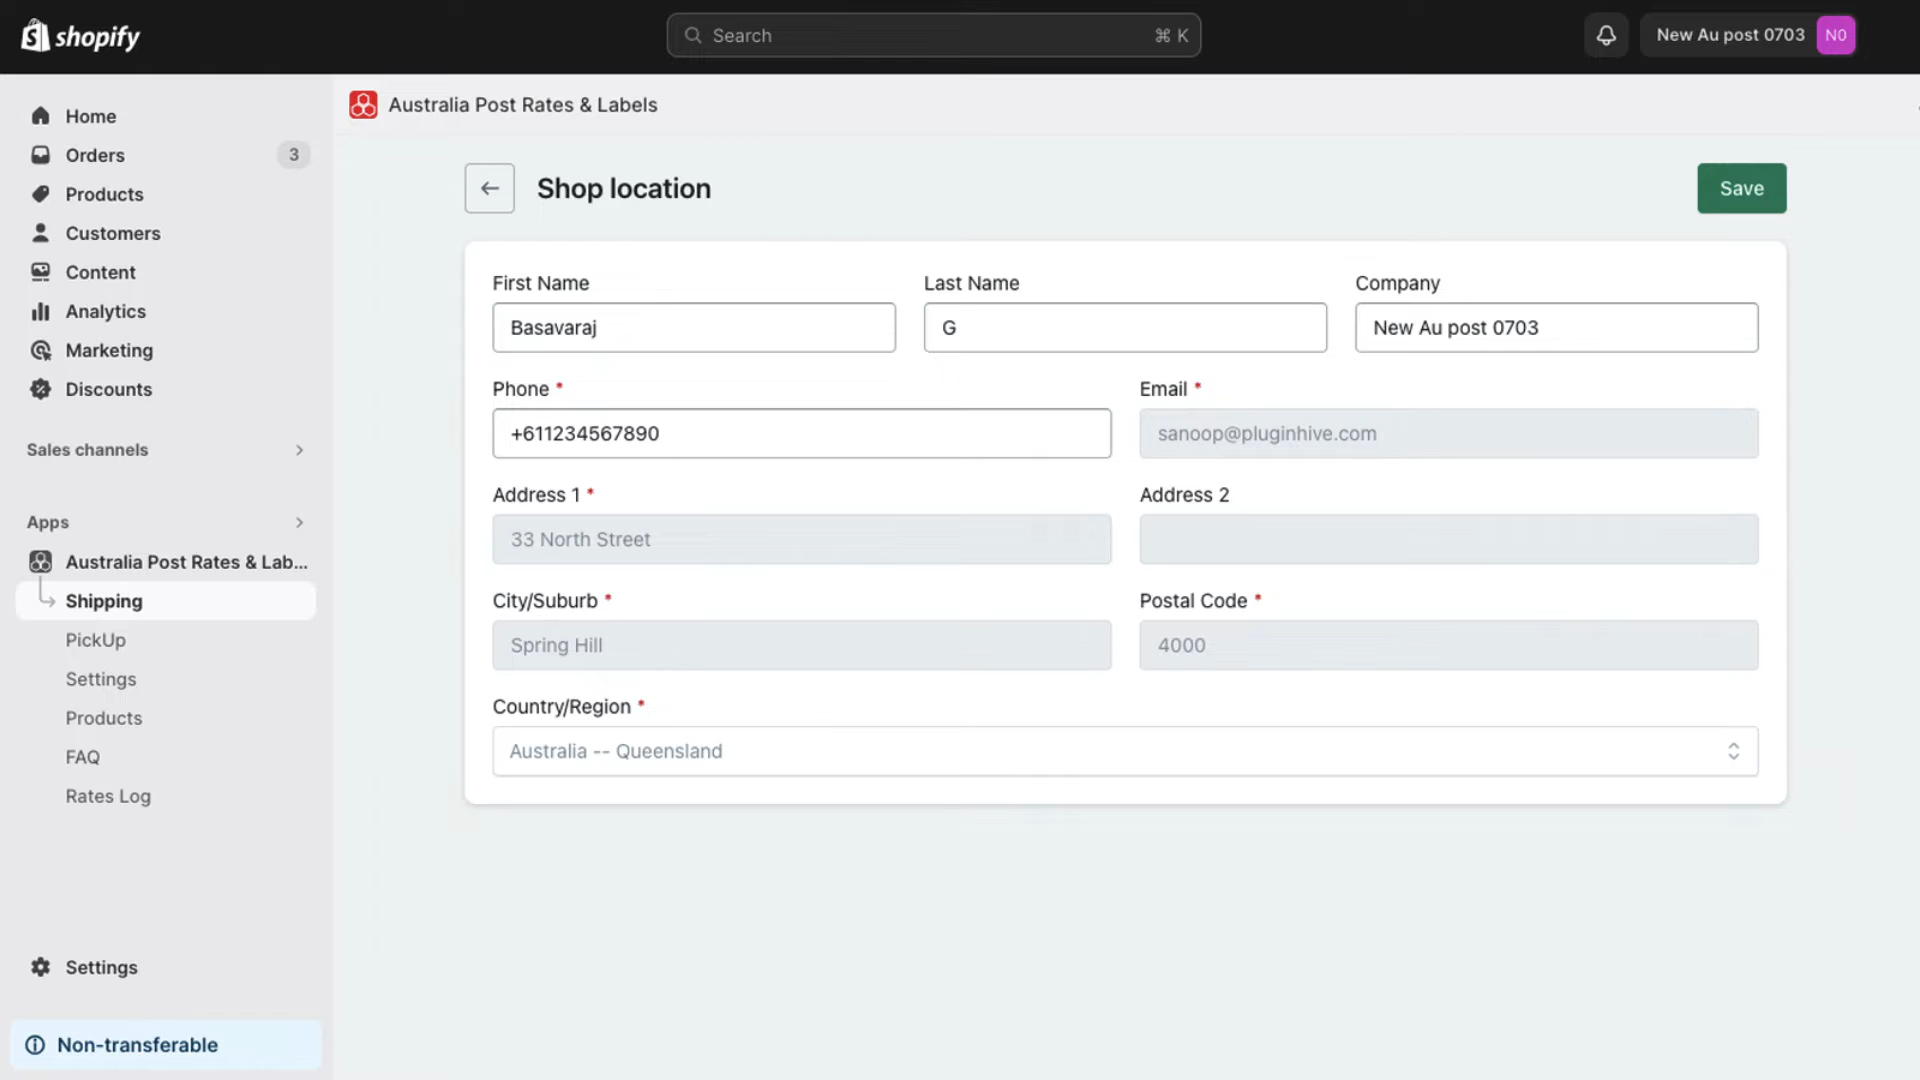 shopify
Search
⌘ K
New Au post 0703
N0
Home
Orders
3
Products
Customers
Content
Analytics
Marketing
Discounts
Sales channels
Apps
Australia Post Rates & Lab...
Shipping
PickUp
Settings
Products
FAQ
Rates Log
Settings
Non-transferable
Australia Post Rates & Labels
Shop location
Save
First Name
Last Name
Company
Basavaraj
G
New Au post 0703
Phone *
Email *
+611234567890
sanoop@pluginhive.com
Address 1 *
Address 2
33 North Street
City/Suburb *
Postal Code *
Spring Hill
4000
Country/Region *
Australia -- Queensland